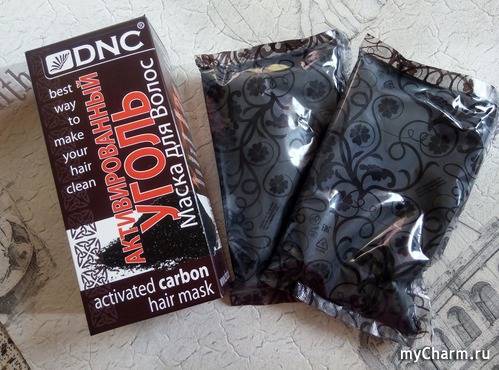 DNC®
best
way
to
make
your
hair
clean
АКТИВИРОВАННЫЙ
УГОЛЬ
Маска для Волос
activated carbon
hair mask
myCharm.ru